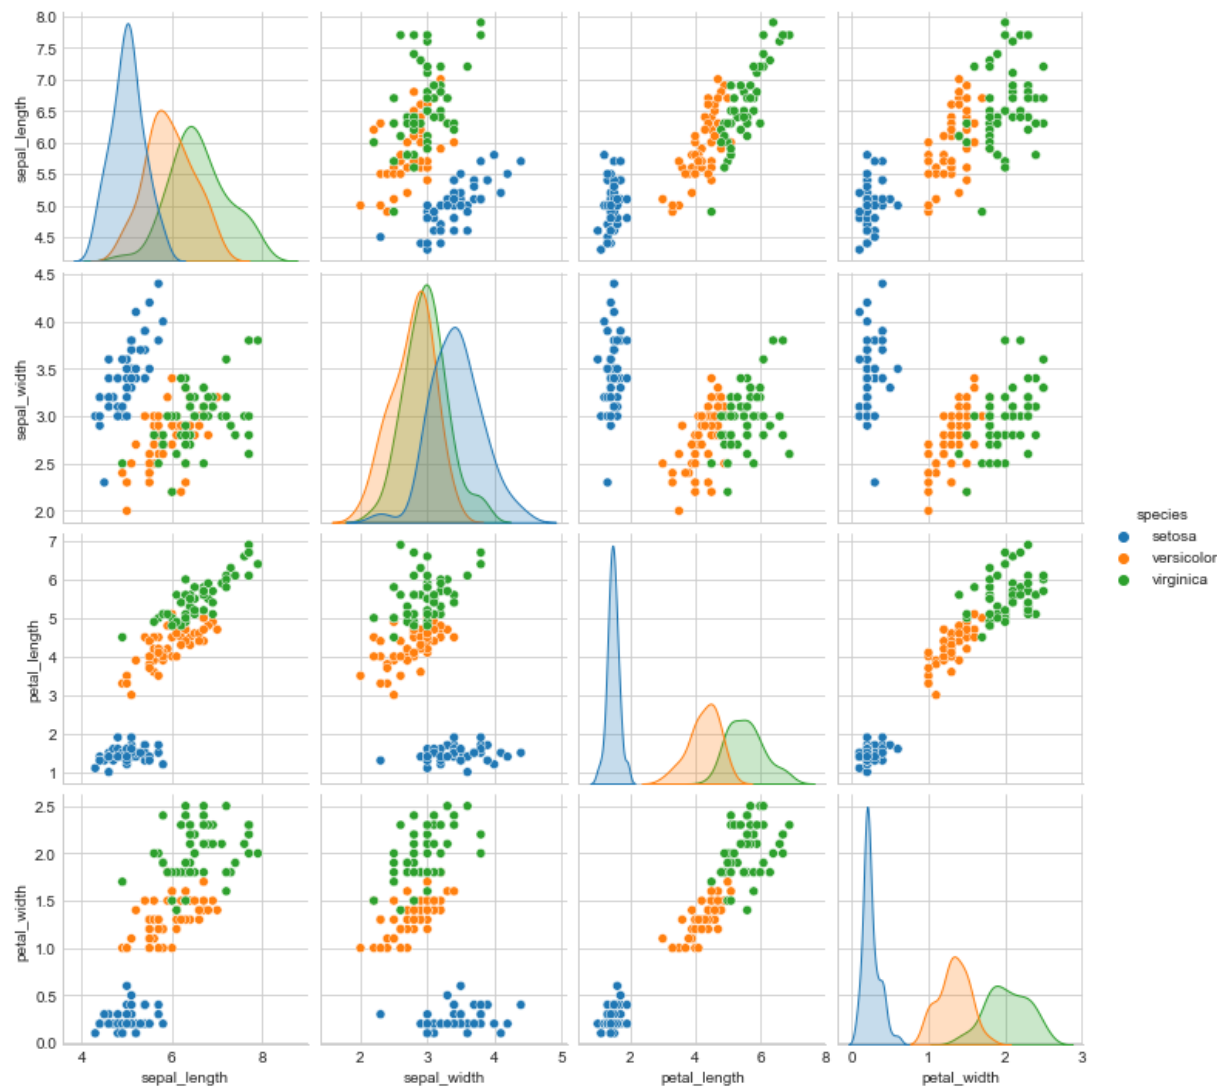 8.0
7.5
7.0
6.5
6.0
5.5
5.0
4.5
sepal_length
4.5
4.0
3.5
3.0
2.5
2.0
sepal_width
7
6
5
4
3
2
1
petal_length
2.5
2.0
1.5
1.0
0.5
0.0
petal_width
4 6 8
sepal_length
2 3 4 5
sepal_width
2 4 6 8
petal_length
0 1 2 3
petal_width
species
setosa
versicolor
virginica